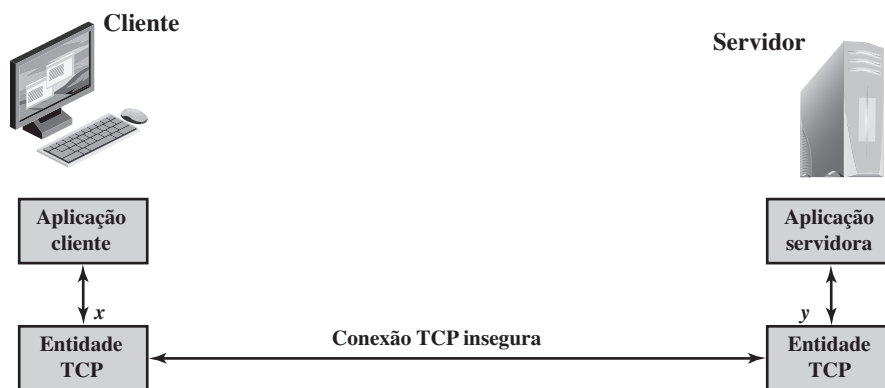 Cliente
Servidor
Aplicação
cliente
Aplicação
servidora
x
y
Conexão TCP insegura
Entidade
TCP
Entidade
TCP